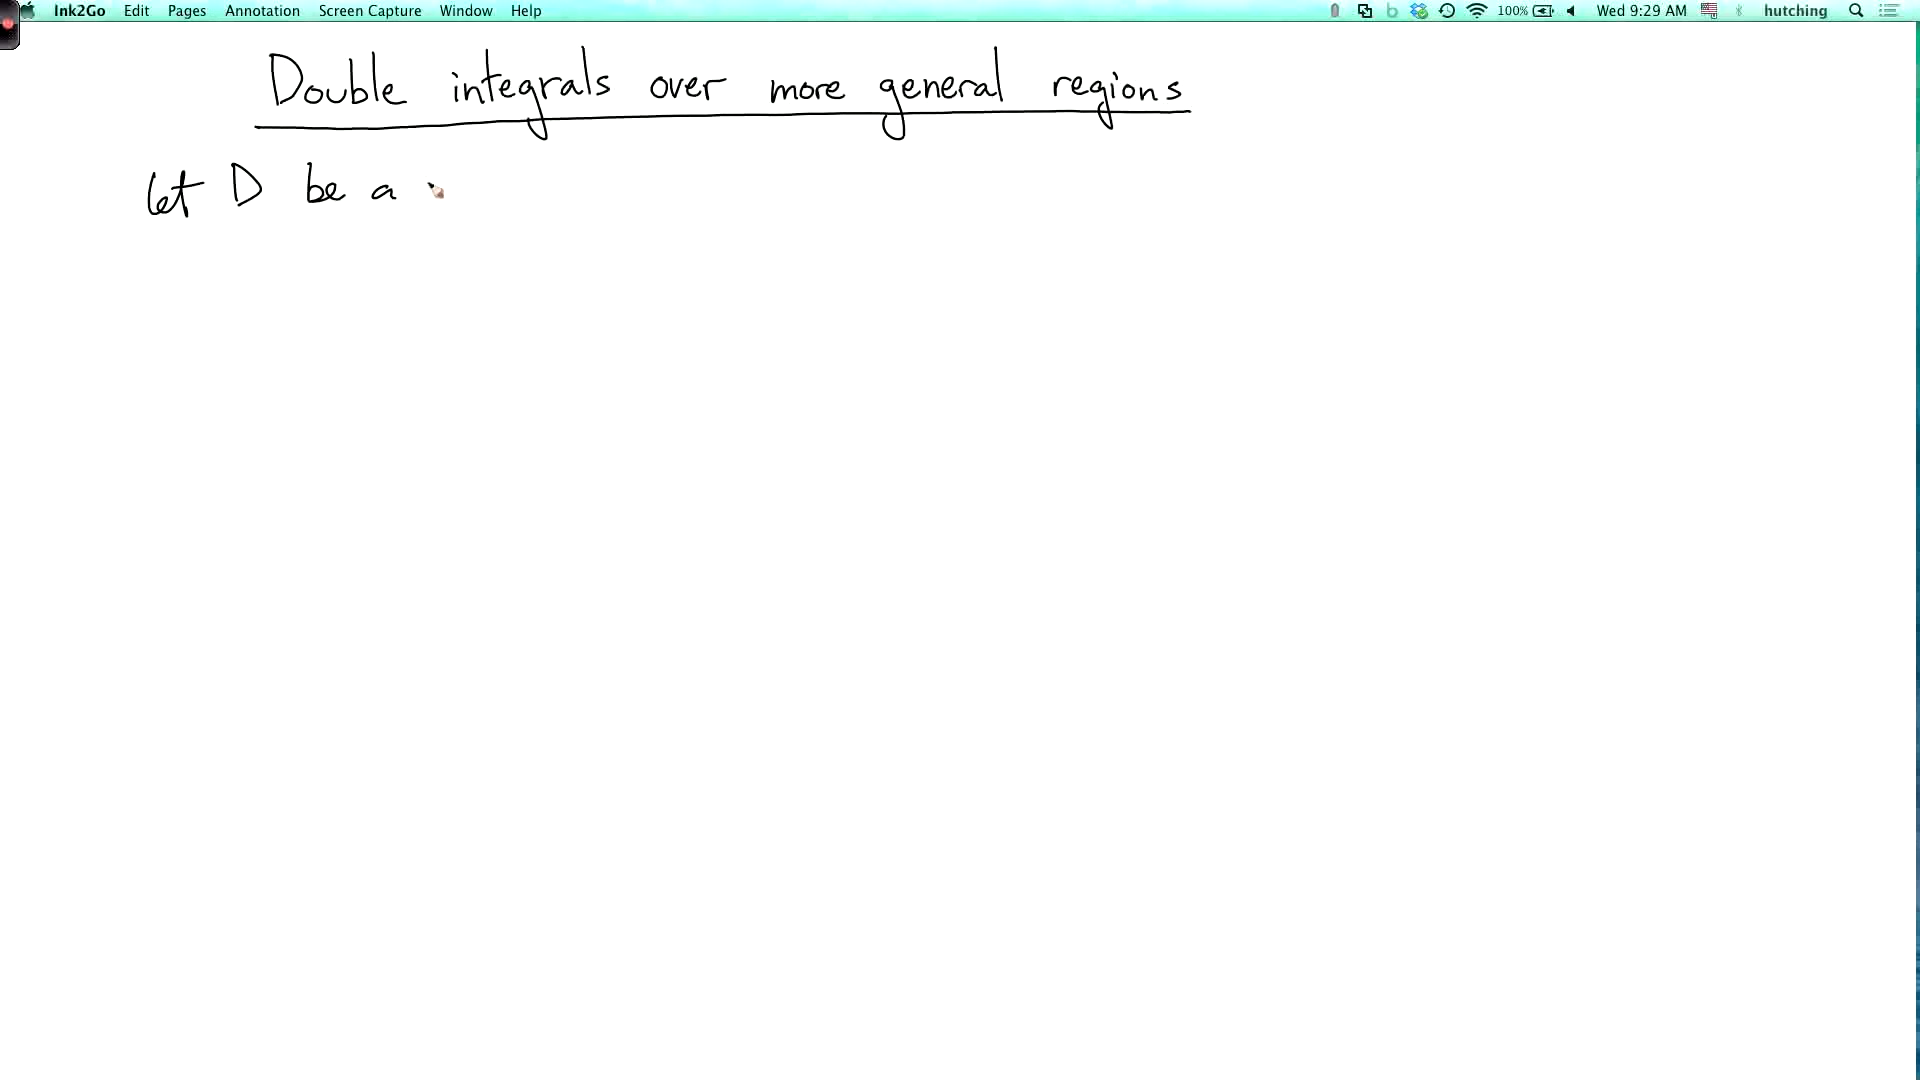 Ink2Go Edit Pages Annotation Screen Capture Window Help 100% Wed 9:29 AM hutching
Double integrals over more general regions
let D be a